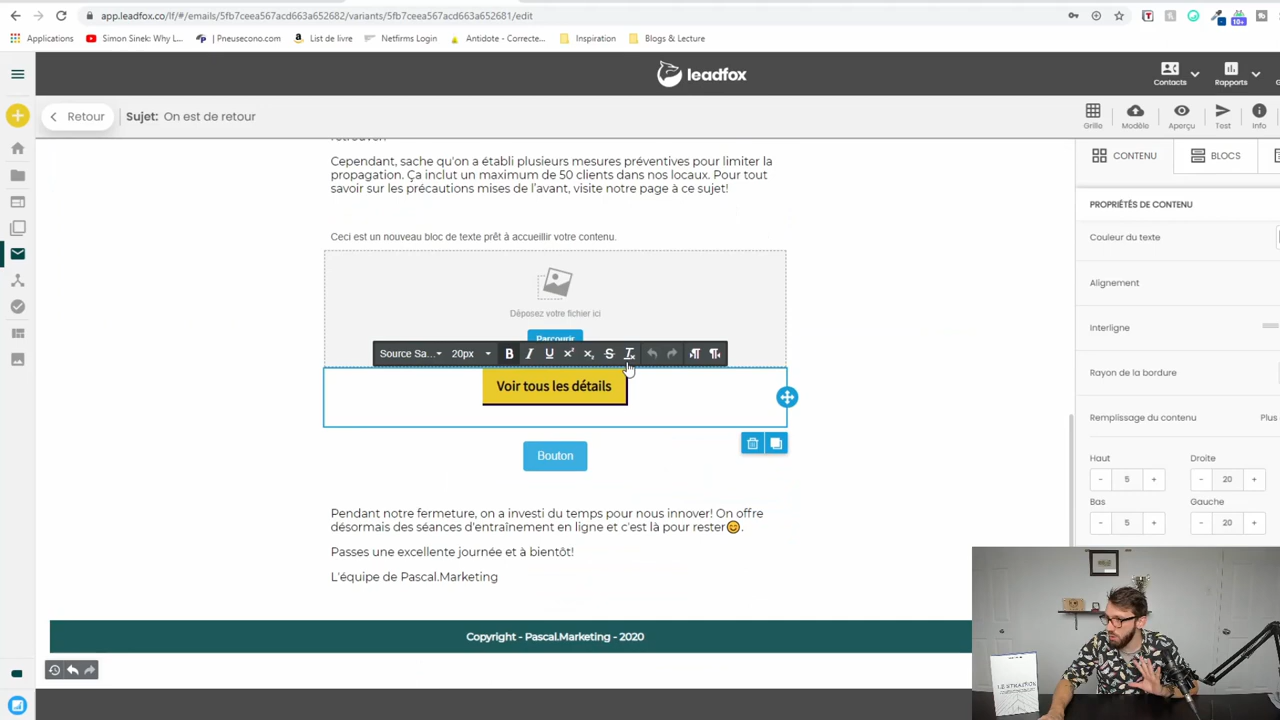 app.leadfox.co/lf/#/emails/5fb7ceea567acd663a652682/variants/5fb7ceea567acd663a652681/edit
Applications
Simon Sinek: Why L...
| Pneusecono.com
List de livre
Netfirms Login
Antidote - Correcte...
Inspiration
Blogs & Lecture
10+
leadfox
Contacts
Rapports
Retour
Sujet: On est de retour
Grille
Modèle
Aperçu
Test
Info
Cependant, sache qu'on a établi plusieurs mesures préventives pour limiter la
propagation. Ça inclut un maximum de 50 clients dans nos locaux. Pour tout
savoir sur les précautions mises de l'avant, visite notre page à ce sujet!
Ceci est un nouveau bloc de texte prêt à accueillir votre contenu.
Déposez votre fichier ici
Parcourir
Source Sa...
20px
B I U
Voir tous les détails
Bouton
Pendant notre fermeture, on a investi du temps pour nous innover! On offre
désormais des séances d'entraînement en ligne et c'est là pour rester😊.
Passes une excellente journée et à bientôt!
L'équipe de Pascal.Marketing
Copyright - Pascal.Marketing - 2020
CONTENU
BLOCS
PROPRIÉTÉS DE CONTENU
Couleur du texte
Alignement
Interligne
Rayon de la bordure
Remplissage du contenu
Plus
Haut
Droite
- 5 +
- 20 +
Bas
Gauche
- 5 +
- 20 +